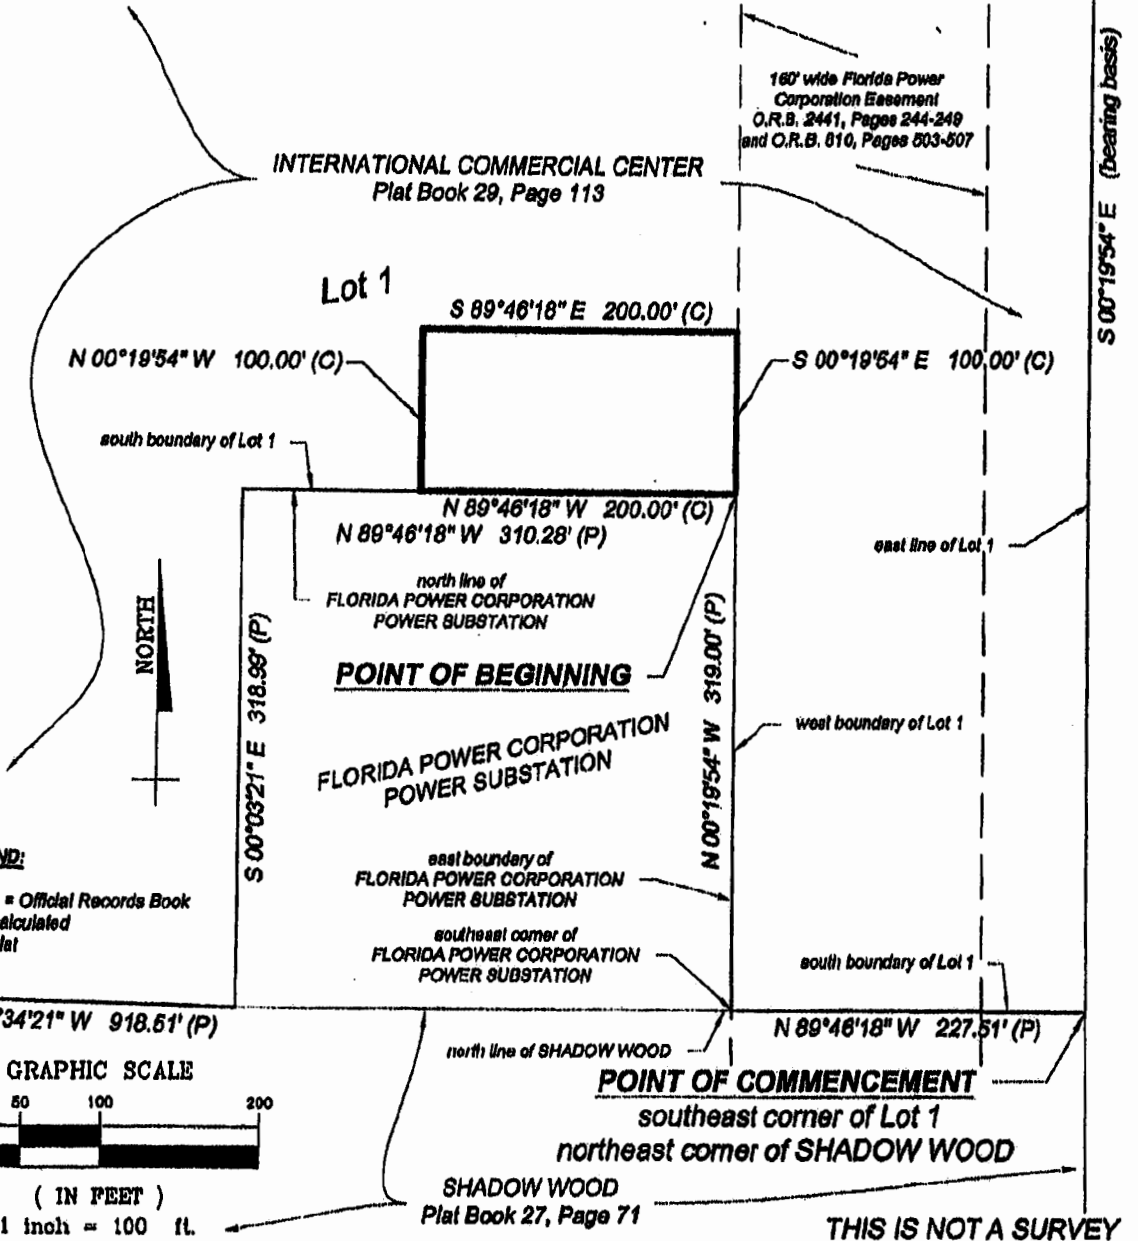 160' wide Florida Power
Corporation Easement
O.R.B. 2441, Pages 244-249
and O.R.B. 810, Pages 503-507
S 00°19'54" E (bearing basis)
INTERNATIONAL COMMERCIAL CENTER
Plat Book 29, Page 113
Lot 1
S 89°46'18" E 200.00' (C)
N 00°19'54" W 100.00' (C)
S 00°19'54" E 100.00' (C)
south boundary of Lot 1
N 89°46'18" W 200.00' (C)
N 89°46'18" W 310.28' (P)
east line of Lot 1
north line of
FLORIDA POWER CORPORATION
POWER SUBSTATION
NORTH
S 00°03'21" E 318.99' (P)
N 00°19'54" W 319.00' (P)
POINT OF BEGINNING
west boundary of Lot 1
FLORIDA POWER CORPORATION
POWER SUBSTATION
ND:
= Official Records Book
alculated
lat
east boundary of
FLORIDA POWER CORPORATION
POWER SUBSTATION
southeast corner of
FLORIDA POWER CORPORATION
POWER SUBSTATION
south boundary of Lot 1
°34'21" W 918.51' (P)
N 89°46'18" W 227.51' (P)
north line of SHADOW WOOD
GRAPHIC SCALE
50 100 200
( IN FEET )
1 inch = 100 ft.
POINT OF COMMENCEMENT
southeast corner of Lot 1
northeast corner of SHADOW WOOD
SHADOW WOOD
Plat Book 27, Page 71
THIS IS NOT A SURVEY